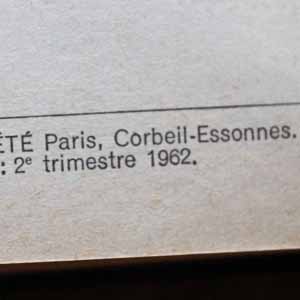 ÉTÉ Paris, Corbeil-Essonnes.
: 2e trimestre 1962.